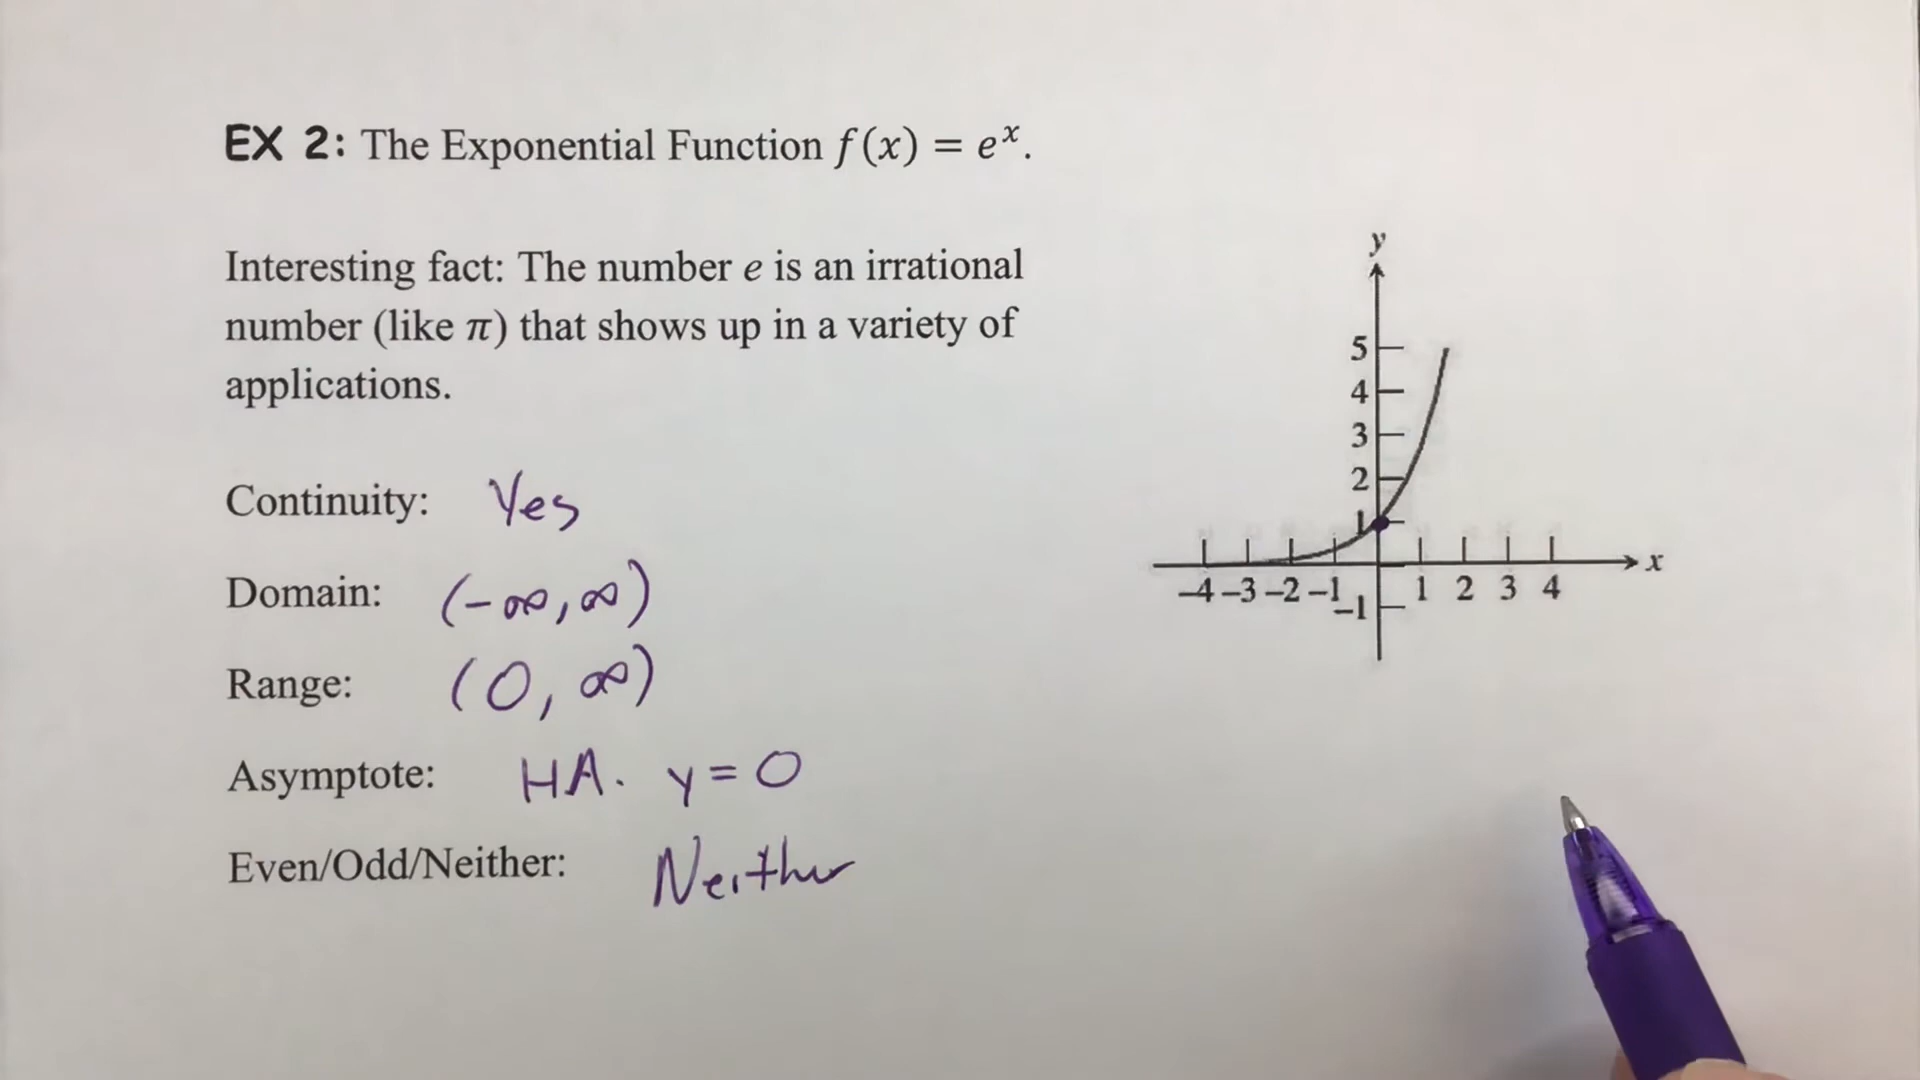 EX 2: The Exponential Function f(x) = eˣ.
Interesting fact: The number e is an irrational
number (like π) that shows up in a variety of
applications.
Continuity: Yes
Domain: (-∞, ∞)
Range: (0, ∞)
Asymptote: HA. y = 0
Even/Odd/Neither: Neither
y
5
4
3
2
1
x
-4 -3 -2 -1 1 2 3 4
-1